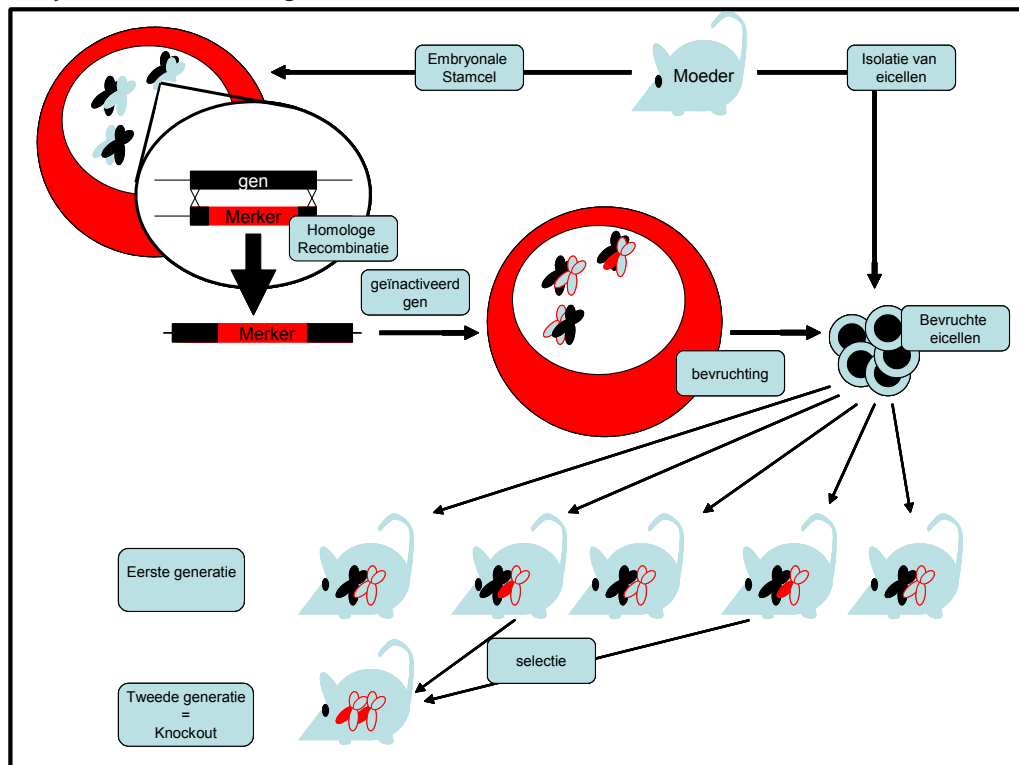 Embryonale
Stamcel
Moeder
Isolatie van
eicellen
gen
Merker
Homologe
Recombinatie
geïnactiveerd
gen
Merker
bevruchting
Bevruchte
eicellen
Eerste generatie
selectie
Tweede generatie
=
Knockout